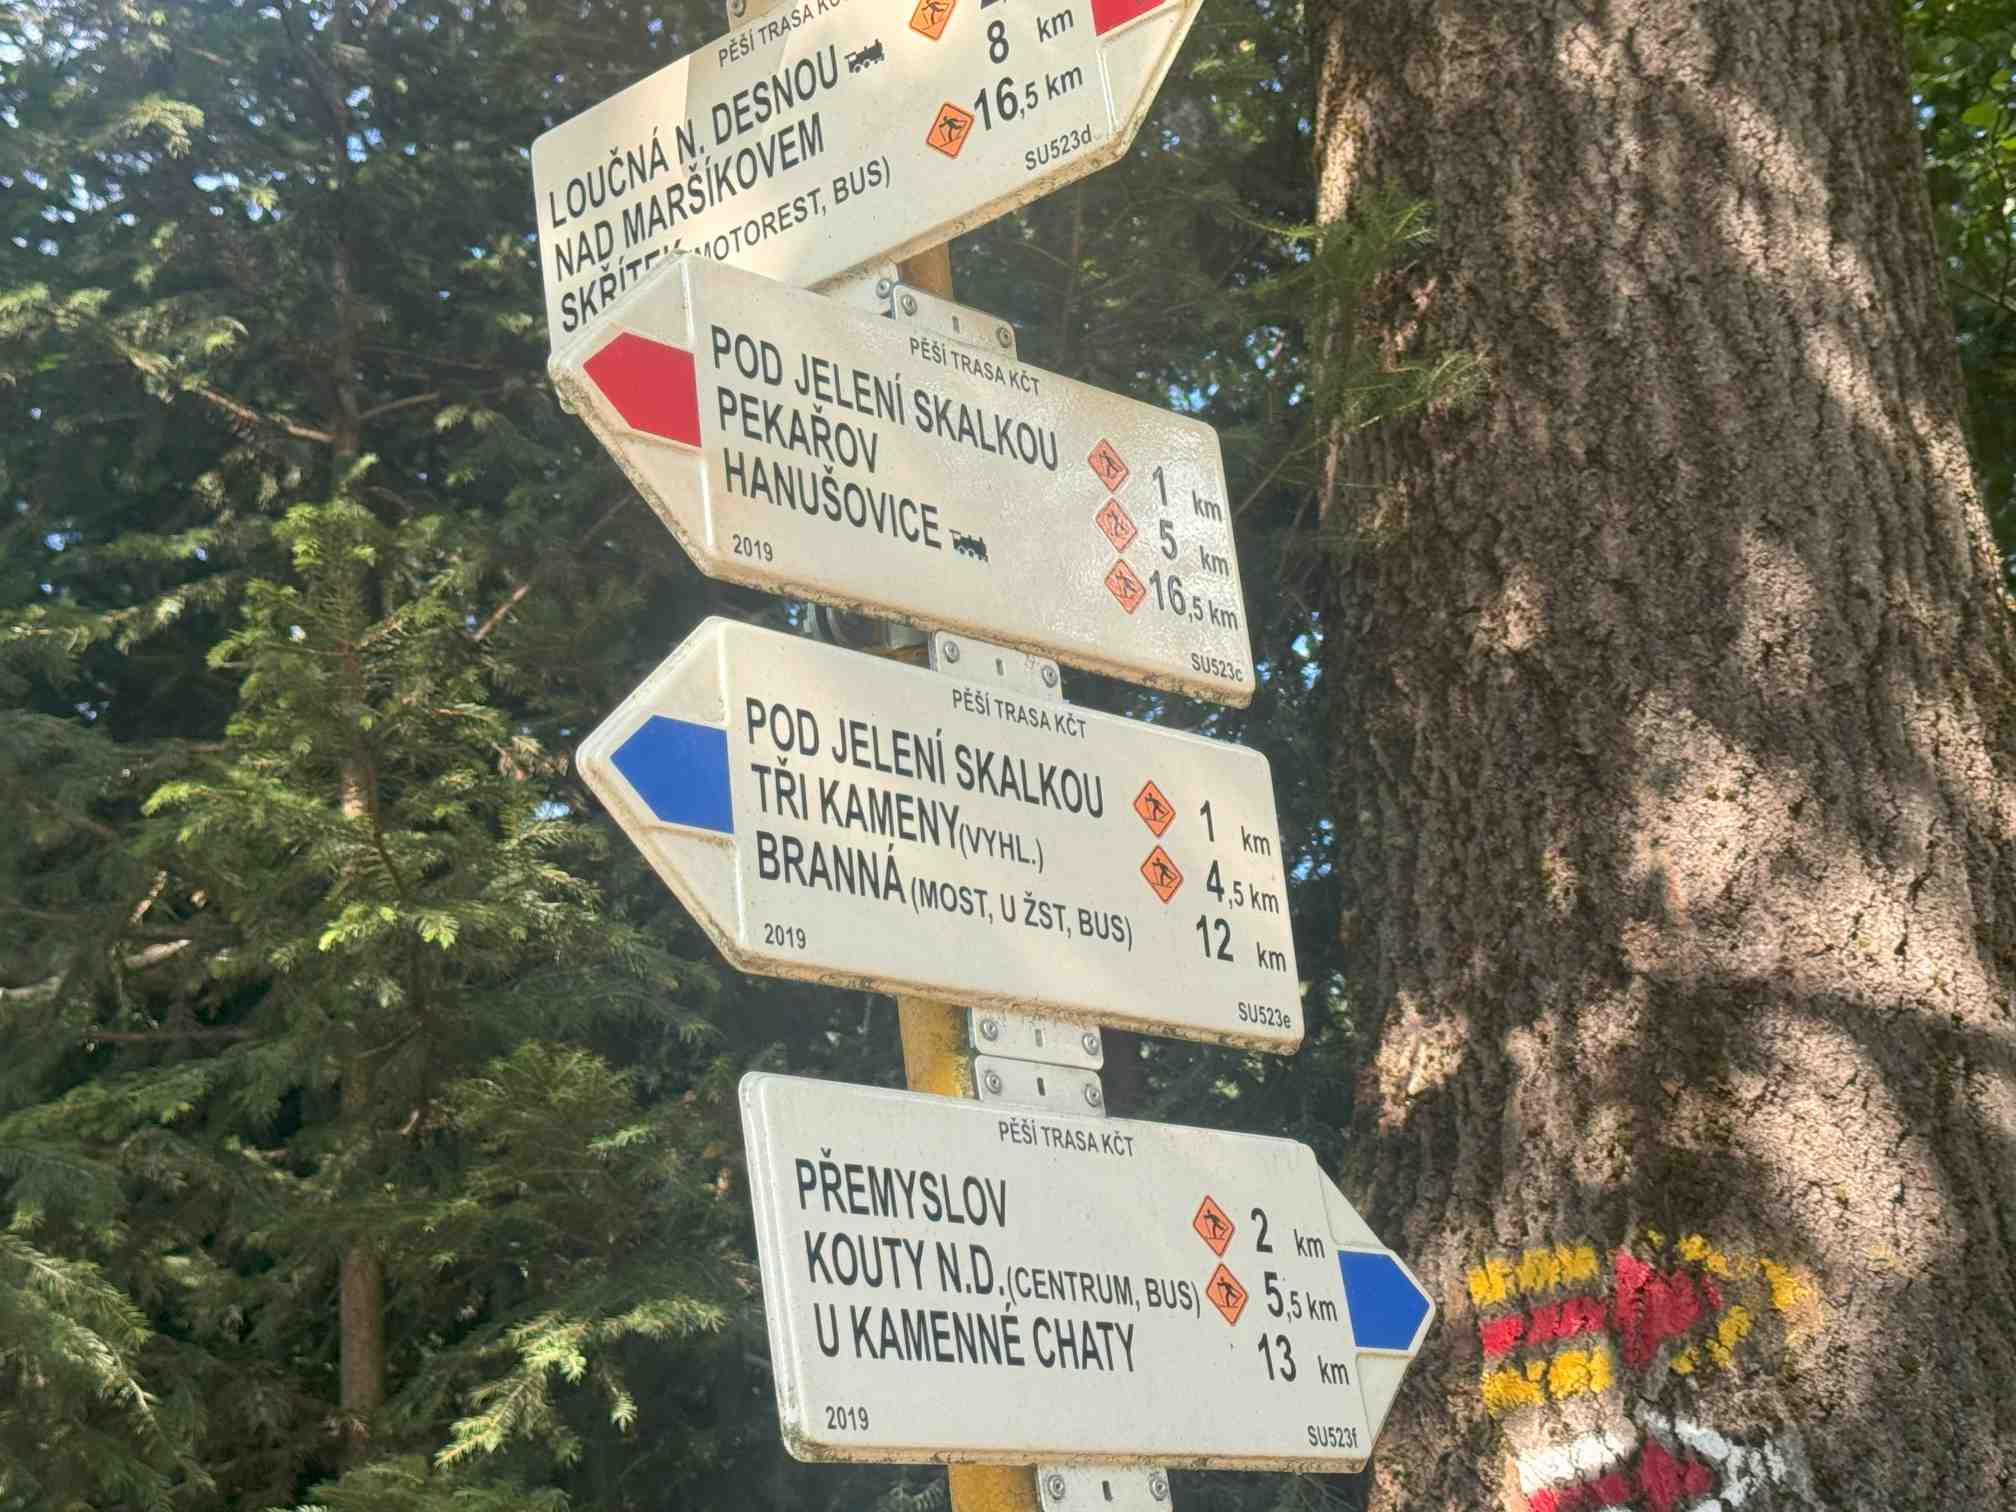 PĚŠÍ TRASA
LOUČNÁ N. DESNOU
NAD MARŠÍKOVEM 8 km
SKŘÍTEK (MOTOREST, BUS) 16,5 km
SU523d
PĚŠÍ TRASA KČT
POD JELENÍ SKALKOU 1 km
PEKAŘOV 5 km
HANUŠOVICE 16,5 km
2019 SU523c
PĚŠÍ TRASA KČT
POD JELENÍ SKALKOU 1 km
TŘI KAMENY (VYHL.) 4,5 km
BRANNÁ (MOST, U ŽST, BUS) 12 km
2019 SU523e
PĚŠÍ TRASA KČT
PŘEMYSLOV 2 km
KOUTY N.D. (CENTRUM, BUS) 5,5 km
U KAMENNÉ CHATY 13 km
2019 SU523f